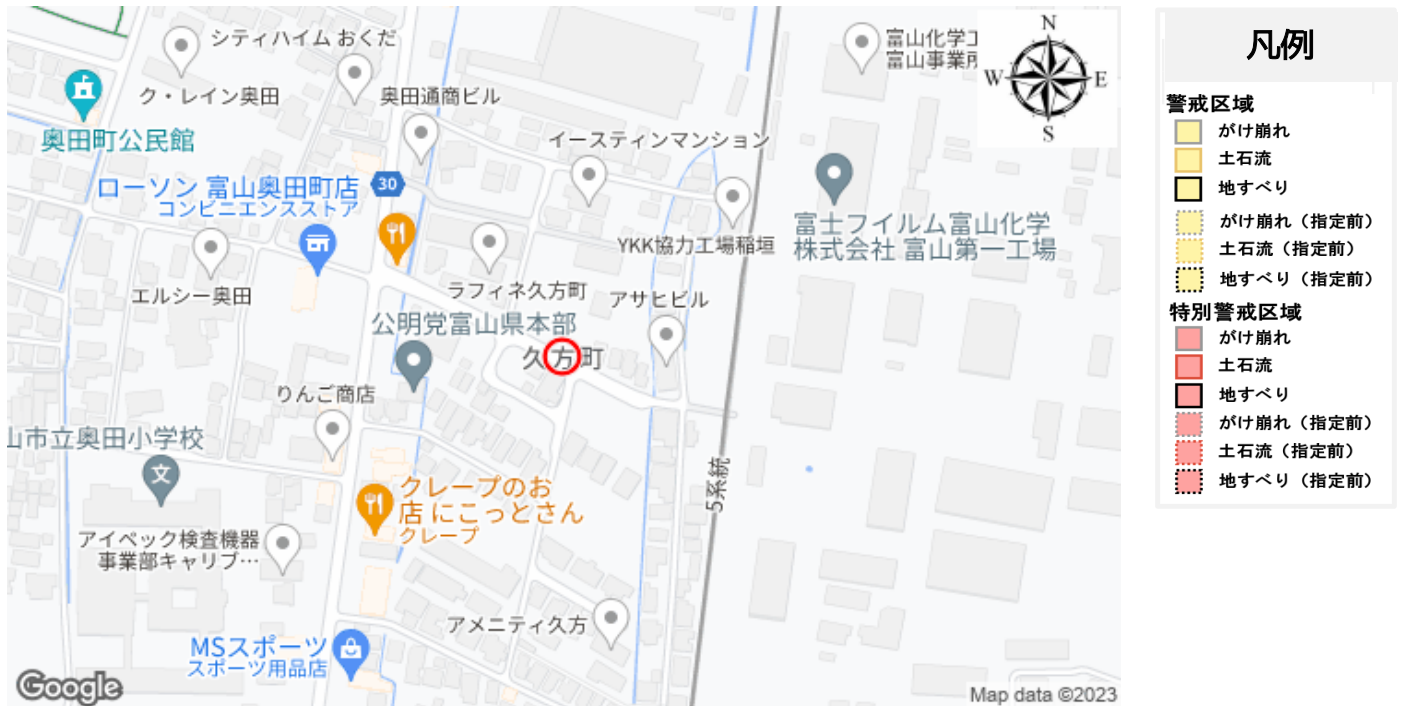 シティハイム おくだ
富山化学工
富山事業所
N
W
E
S
ク・レイン奥田
奥田通商ビル
奥田町公民館
イースティンマンション
ローソン 富山奥田町店
コンビニエンスストア
30
富士フイルム富山化学
株式会社 富山第一工場
YKK協力工場稲垣
エルシー奥田
ラフィネ久方町
アサヒビル
公明党富山県本部
久方町
りんご商店
山市立奥田小学校
文
5系統
クレープのお
店 にこっとさん
クレープ
アイペック検査機器
事業部キャリブ…
アメニティ久方
MSスポーツ
スポーツ用品店
Google
Map data ©2023
凡例
警戒区域
がけ崩れ
土石流
地すべり
がけ崩れ（指定前）
土石流（指定前）
地すべり（指定前）
特別警戒区域
がけ崩れ
土石流
地すべり
がけ崩れ（指定前）
土石流（指定前）
地すべり（指定前）